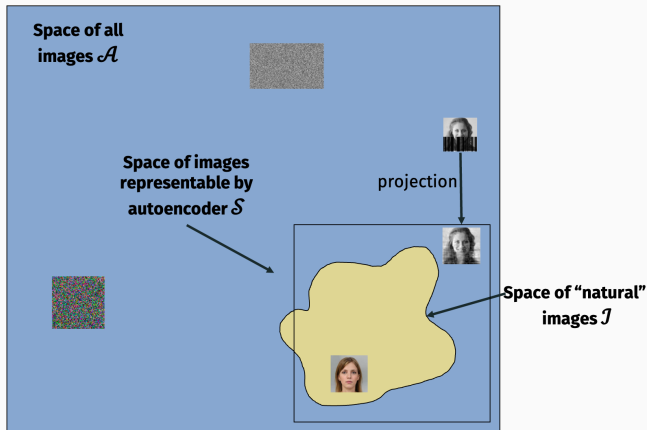 Space of all
images 𝒜
projection
Space of images
representable by
autoencoder 𝒮
Space of “natural”
images ℐ